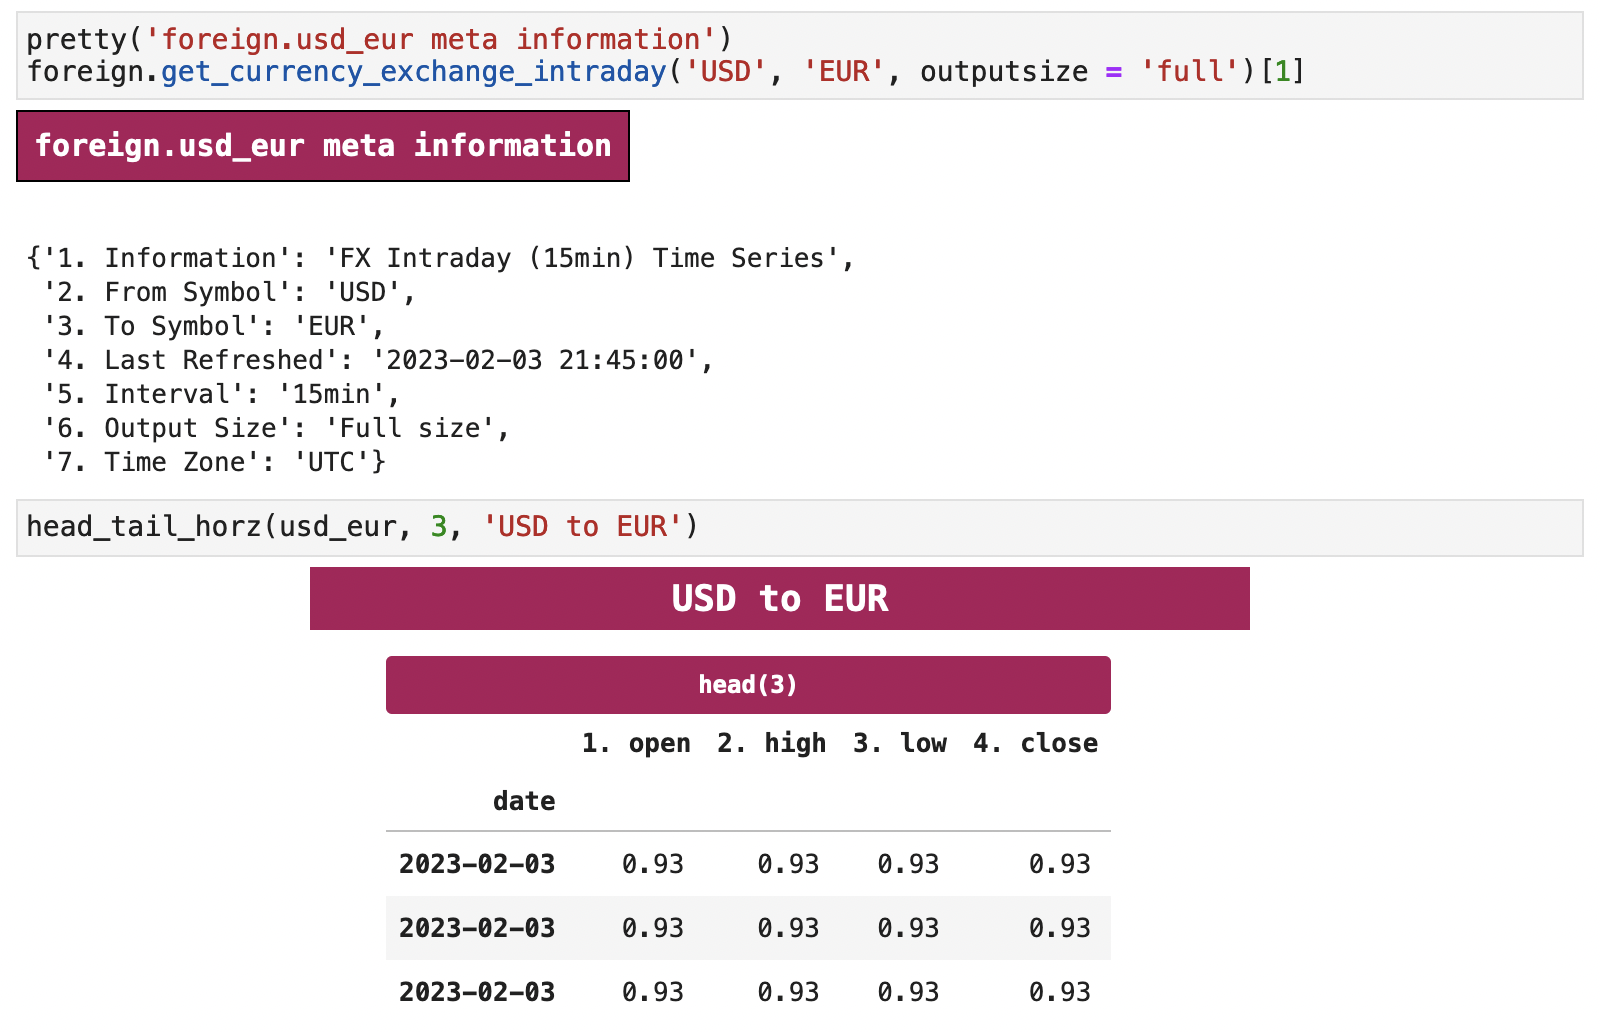 pretty('foreign.usd_eur meta information')
foreign.get_currency_exchange_intraday('USD', 'EUR', outputsize = 'full')[1]
foreign.usd_eur meta information
{'1. Information': 'FX Intraday (15min) Time Series',
'2. From Symbol': 'USD',
'3. To Symbol': 'EUR',
'4. Last Refreshed': '2023-02-03 21:45:00',
'5. Interval': '15min',
'6. Output Size': 'Full size',
'7. Time Zone': 'UTC'}
head_tail_horz(usd_eur, 3, 'USD to EUR')
USD to EUR
head(3)
1. open 2. high 3. low 4. close
date
2023-02-03 0.93 0.93 0.93 0.93
2023-02-03 0.93 0.93 0.93 0.93
2023-02-03 0.93 0.93 0.93 0.93